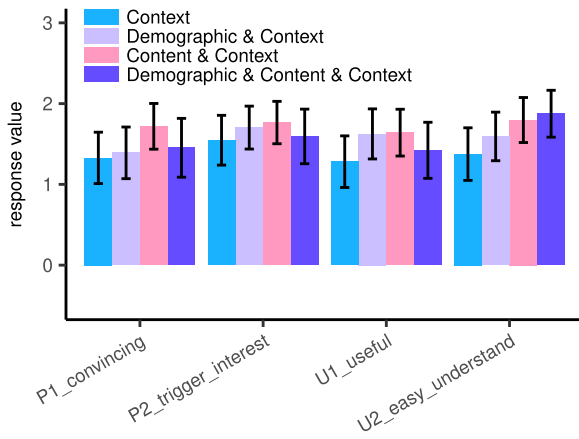 Context
Demographic & Context
Content & Context
Demographic & Content & Context
response value
3
2
1
0
P1_convincing
P2_trigger_interest
U1_useful
U2_easy_understand